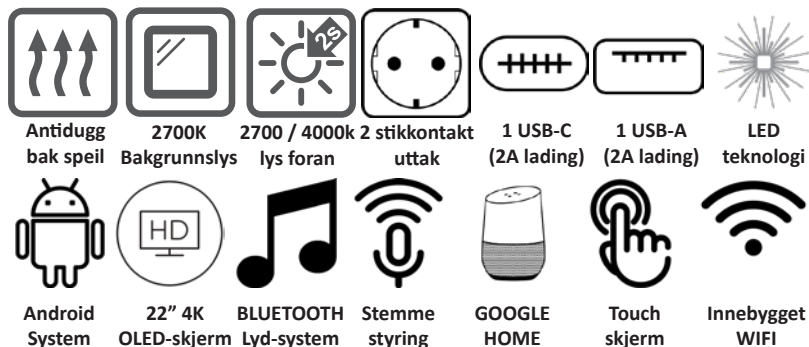 2s
Antidugg 2700K 2700 / 4000k 2 stikkontakt 1 USB-C 1 USB-A LED
bak speil Bakgrunnslys lys foran uttak (2A lading) (2A lading) teknologi
HD
Android 22” 4K BLUETOOTH Stemme GOOGLE Touch Innebygget
System OLED-skjerm Lyd-system styring HOME skjerm WIFI